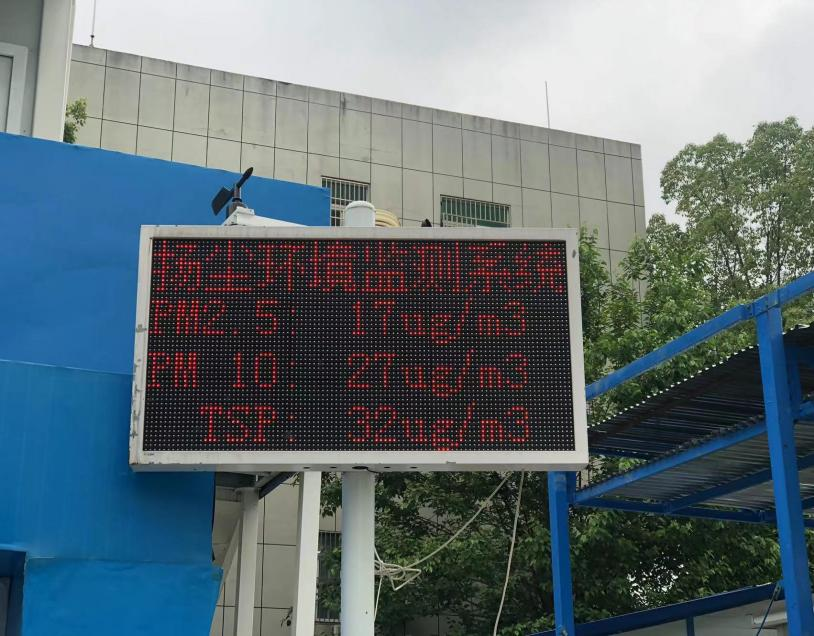 扬尘环境监测系统
PM2.5: 17ug/m3
PM 10: 27ug/m3
TSP: 32ug/m3